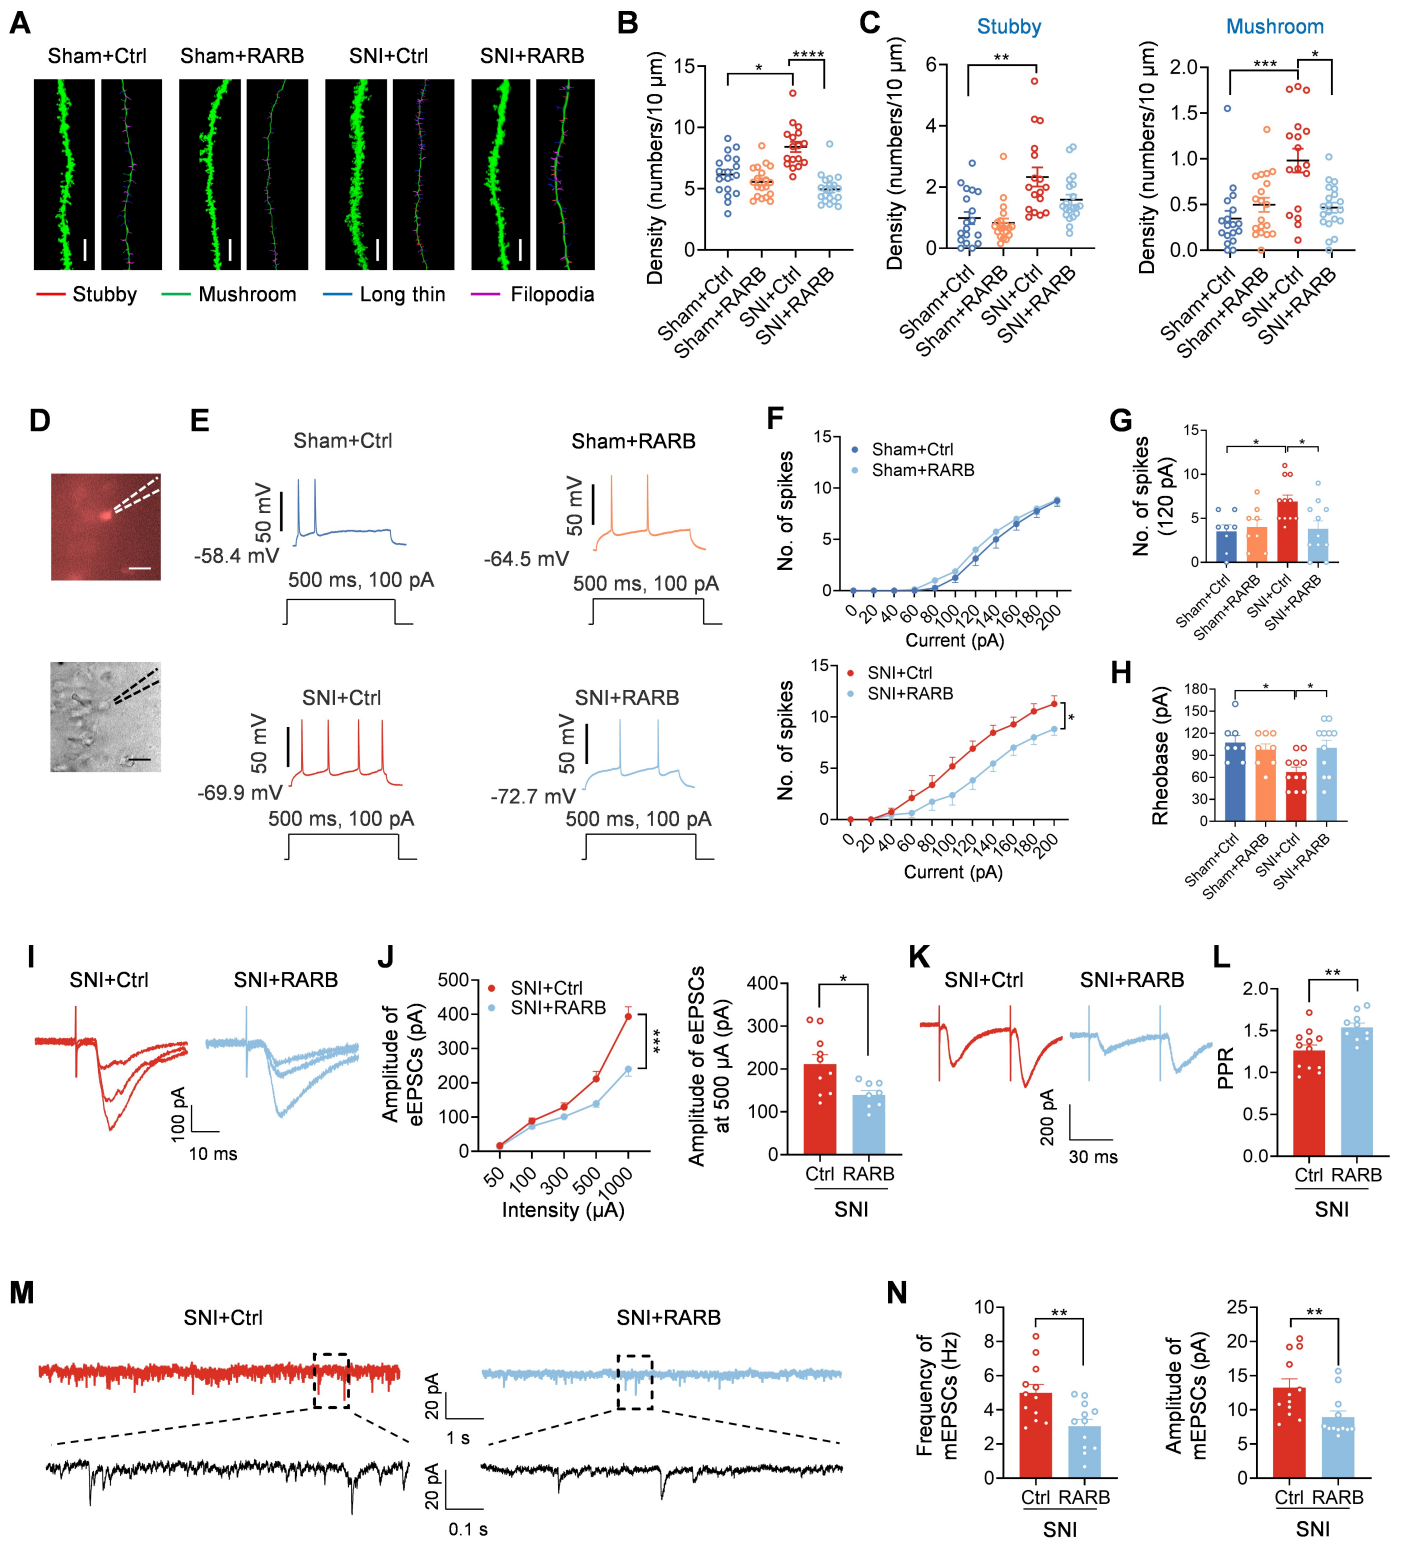 A
Sham+Ctrl
Sham+RARB
SNI+Ctrl
SNI+RARB
Stubby
Mushroom
Long thin
Filopodia
B
Density (numbers/10 µm)
15
10
5
0
*
****
Sham+Ctrl
Sham+RARB
SNI+Ctrl
SNI+RARB
C
Stubby
Density (numbers/10 µm)
6
4
2
0
**
Sham+Ctrl
Sham+RARB
SNI+Ctrl
SNI+RARB
Mushroom
Density (numbers/10 µm)
2.0
1.5
1.0
0.5
0.0
***
*
Sham+Ctrl
Sham+RARB
SNI+Ctrl
SNI+RARB
D
E
Sham+Ctrl
50 mV
-58.4 mV
500 ms, 100 pA
Sham+RARB
50 mV
-64.5 mV
500 ms, 100 pA
SNI+Ctrl
50 mV
-69.9 mV
500 ms, 100 pA
SNI+RARB
50 mV
-72.7 mV
500 ms, 100 pA
F
No. of spikes
15
10
5
0
Sham+Ctrl
Sham+RARB
0 20 40 60 80 100 120 140 160 180 200
Current (pA)
No. of spikes
15
10
5
0
SNI+Ctrl
SNI+RARB
*
0 20 40 60 80 100 120 140 160 180 200
Current (pA)
G
No. of spikes
(120 pA)
15
10
5
0
*
*
Sham+Ctrl
Sham+RARB
SNI+Ctrl
SNI+RARB
H
Rheobase (pA)
180
150
120
90
60
30
0
*
*
Sham+Ctrl
Sham+RARB
SNI+Ctrl
SNI+RARB
I
SNI+Ctrl
SNI+RARB
100 pA
10 ms
J
Amplitude of
eEPSCs (pA)
500
400
300
200
100
0
SNI+Ctrl
SNI+RARB
***
50 100 300 500 1000
Intensity (µA)
Amplitude of eEPSCs
at 500 µA (pA)
400
300
200
100
0
*
Ctrl RARB
SNI
K
SNI+Ctrl
SNI+RARB
200 pA
30 ms
L
PPR
2.0
1.5
1.0
0.5
0.0
**
Ctrl RARB
SNI
M
SNI+Ctrl
SNI+RARB
20 pA
1 s
20 pA
0.1 s
N
Frequency of
mEPSCs (Hz)
10
8
6
4
2
0
**
Ctrl RARB
SNI
Amplitude of
mEPSCs (pA)
25
20
15
10
5
0
**
Ctrl RARB
SNI